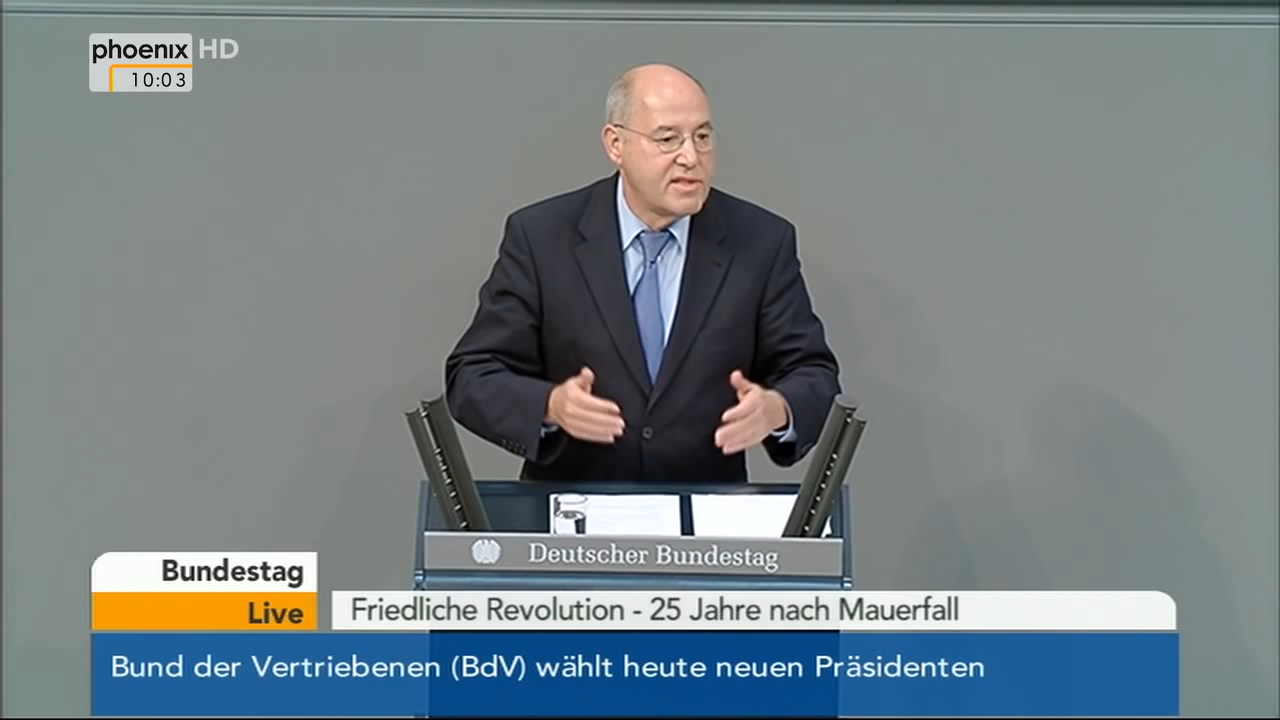 phoenix HD
10:03
Deutscher Bundestag
Bundestag
Live
Friedliche Revolution - 25 Jahre nach Mauerfall
Bund der Vertriebenen (BdV) wählt heute neuen Präsidenten